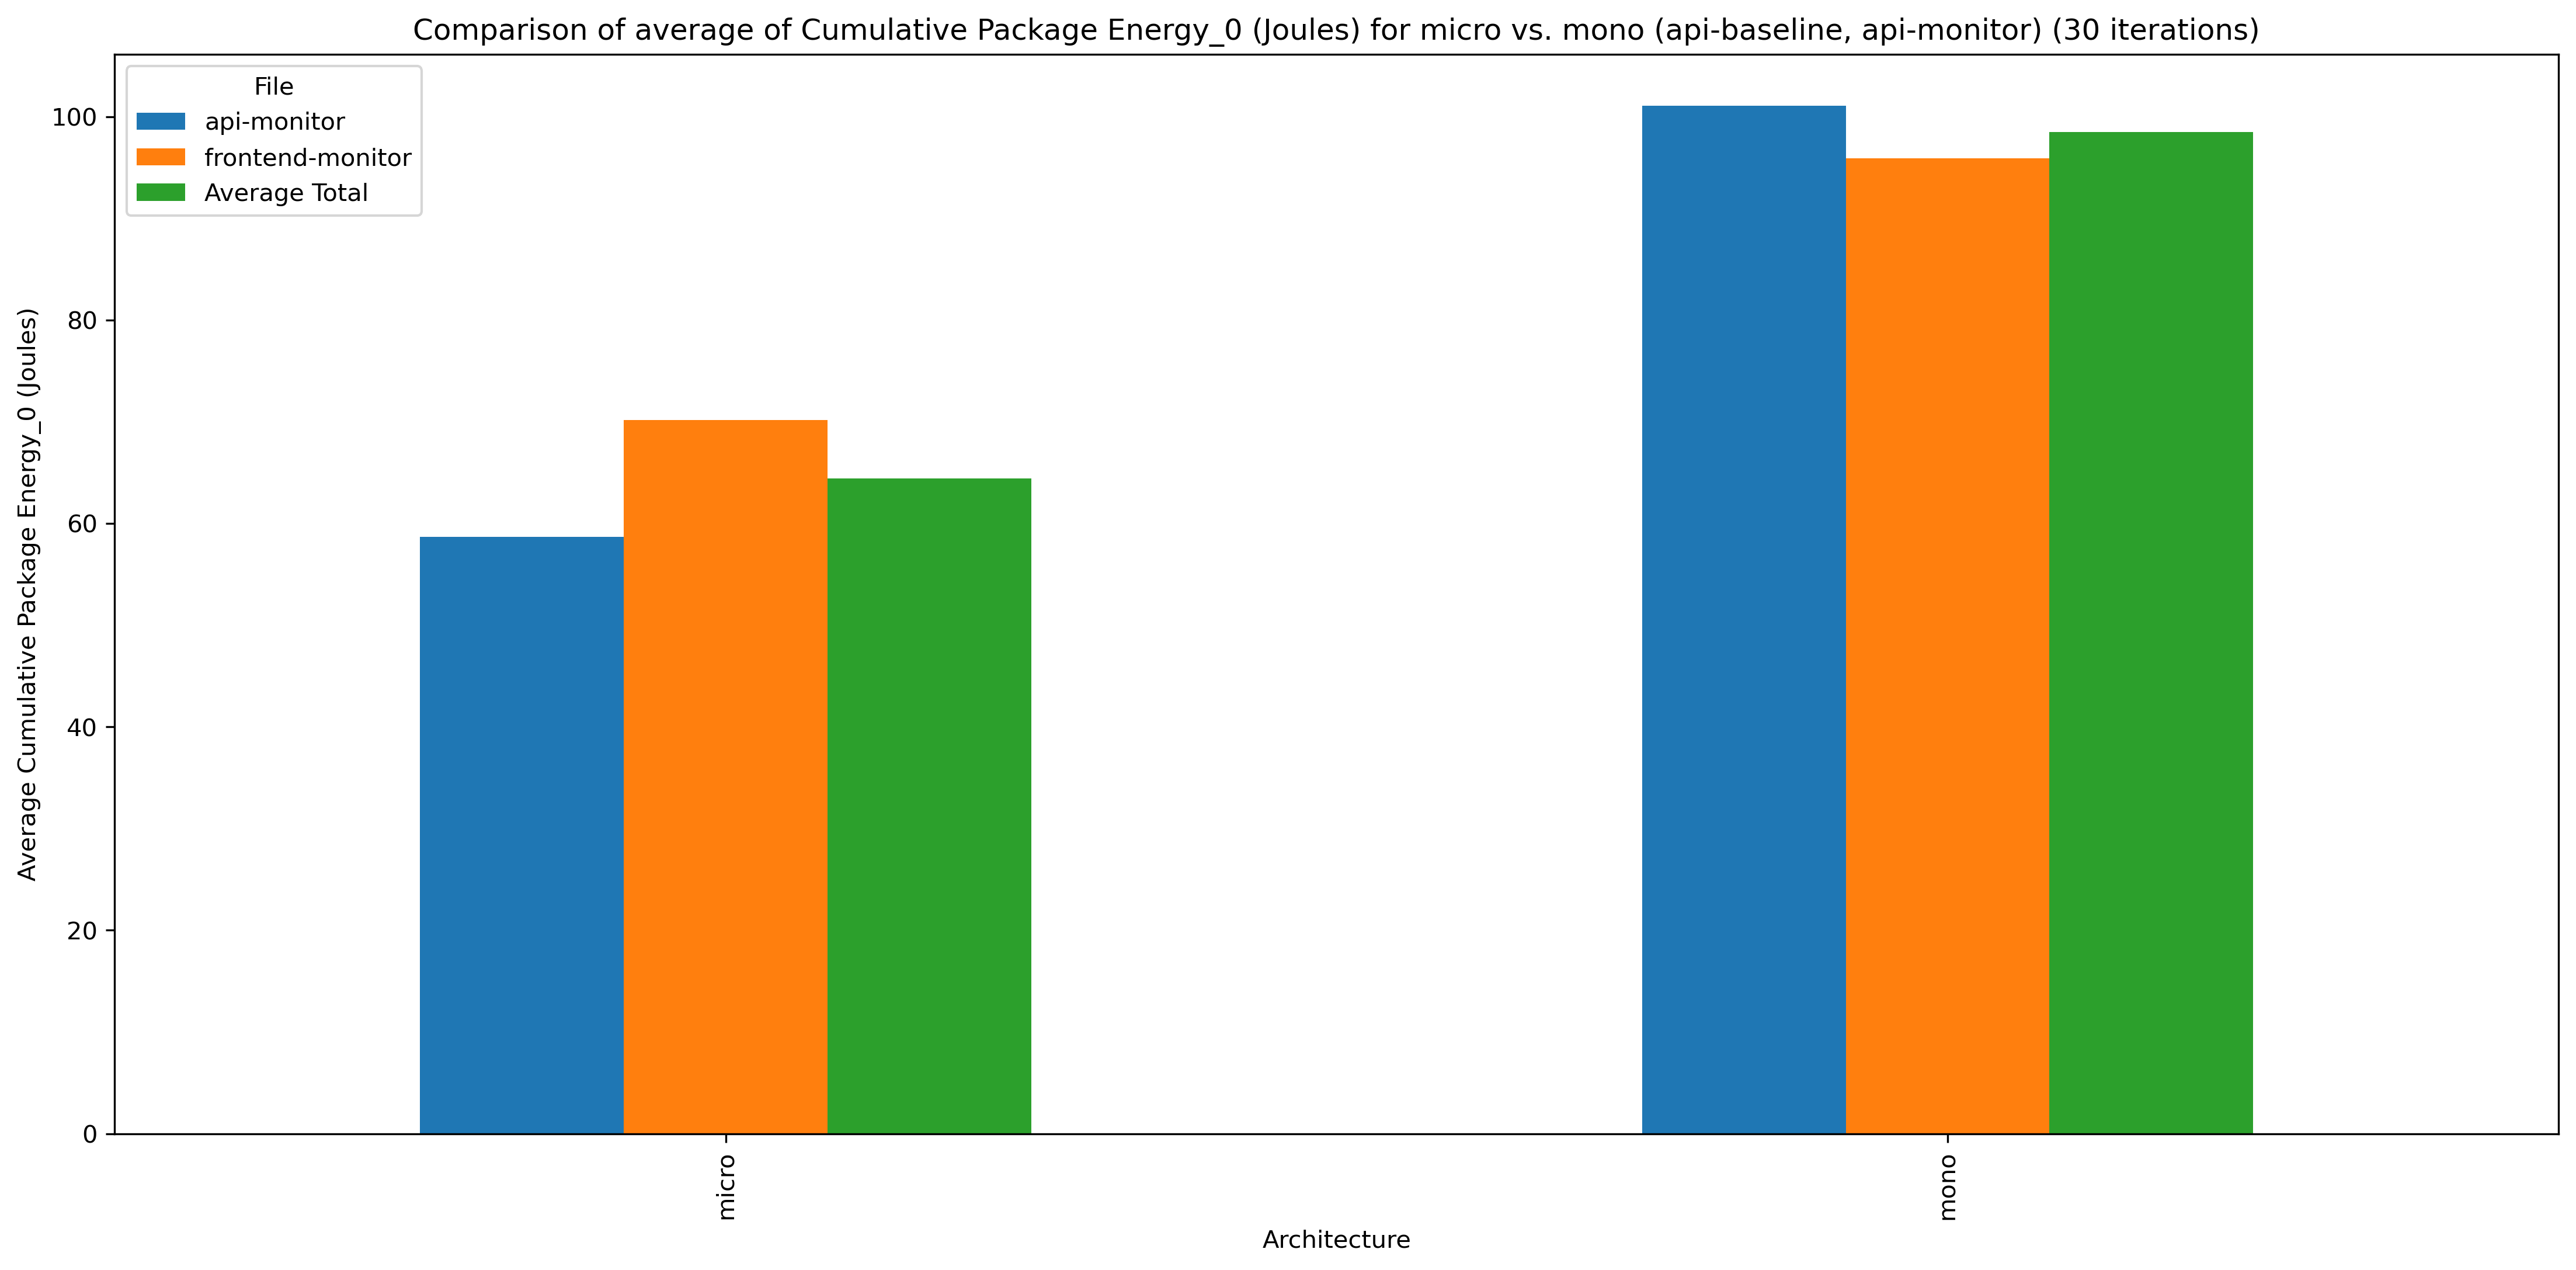 Comparison of average of Cumulative Package Energy_0 (Joules) for micro vs. mono (api-baseline, api-monitor) (30 iterations)
File
api-monitor
frontend-monitor
Average Total
Average Cumulative Package Energy_0 (Joules)
100
80
60
40
20
0
micro
mono
Architecture